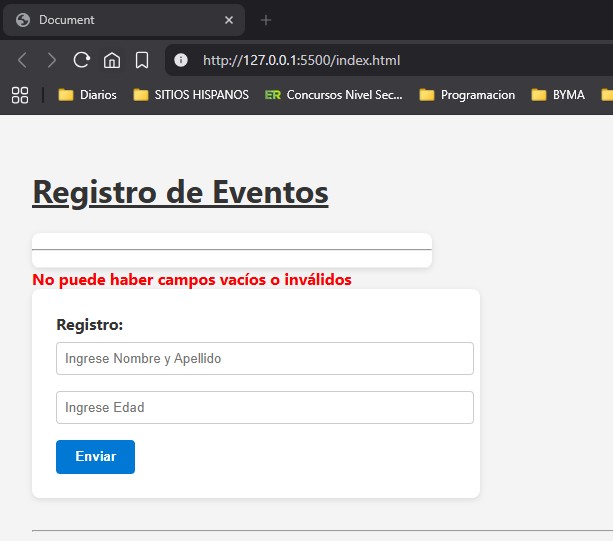 Document
http://127.0.0.1:5500/index.html
Diarios SITIOS HISPANOS ER Concursos Nivel Sec... Programacion BYMA
Registro de Eventos
No puede haber campos vacíos o inválidos
Registro:
Ingrese Nombre y Apellido
Ingrese Edad
Enviar